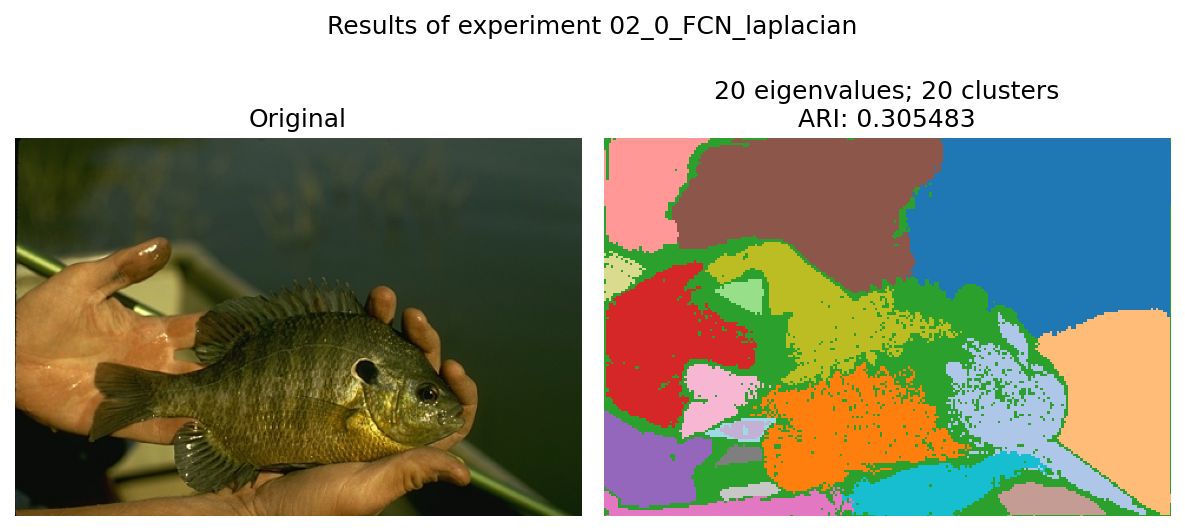 Results of experiment 02_0_FCN_laplacian
Original
20 eigenvalues; 20 clusters
ARI: 0.305483